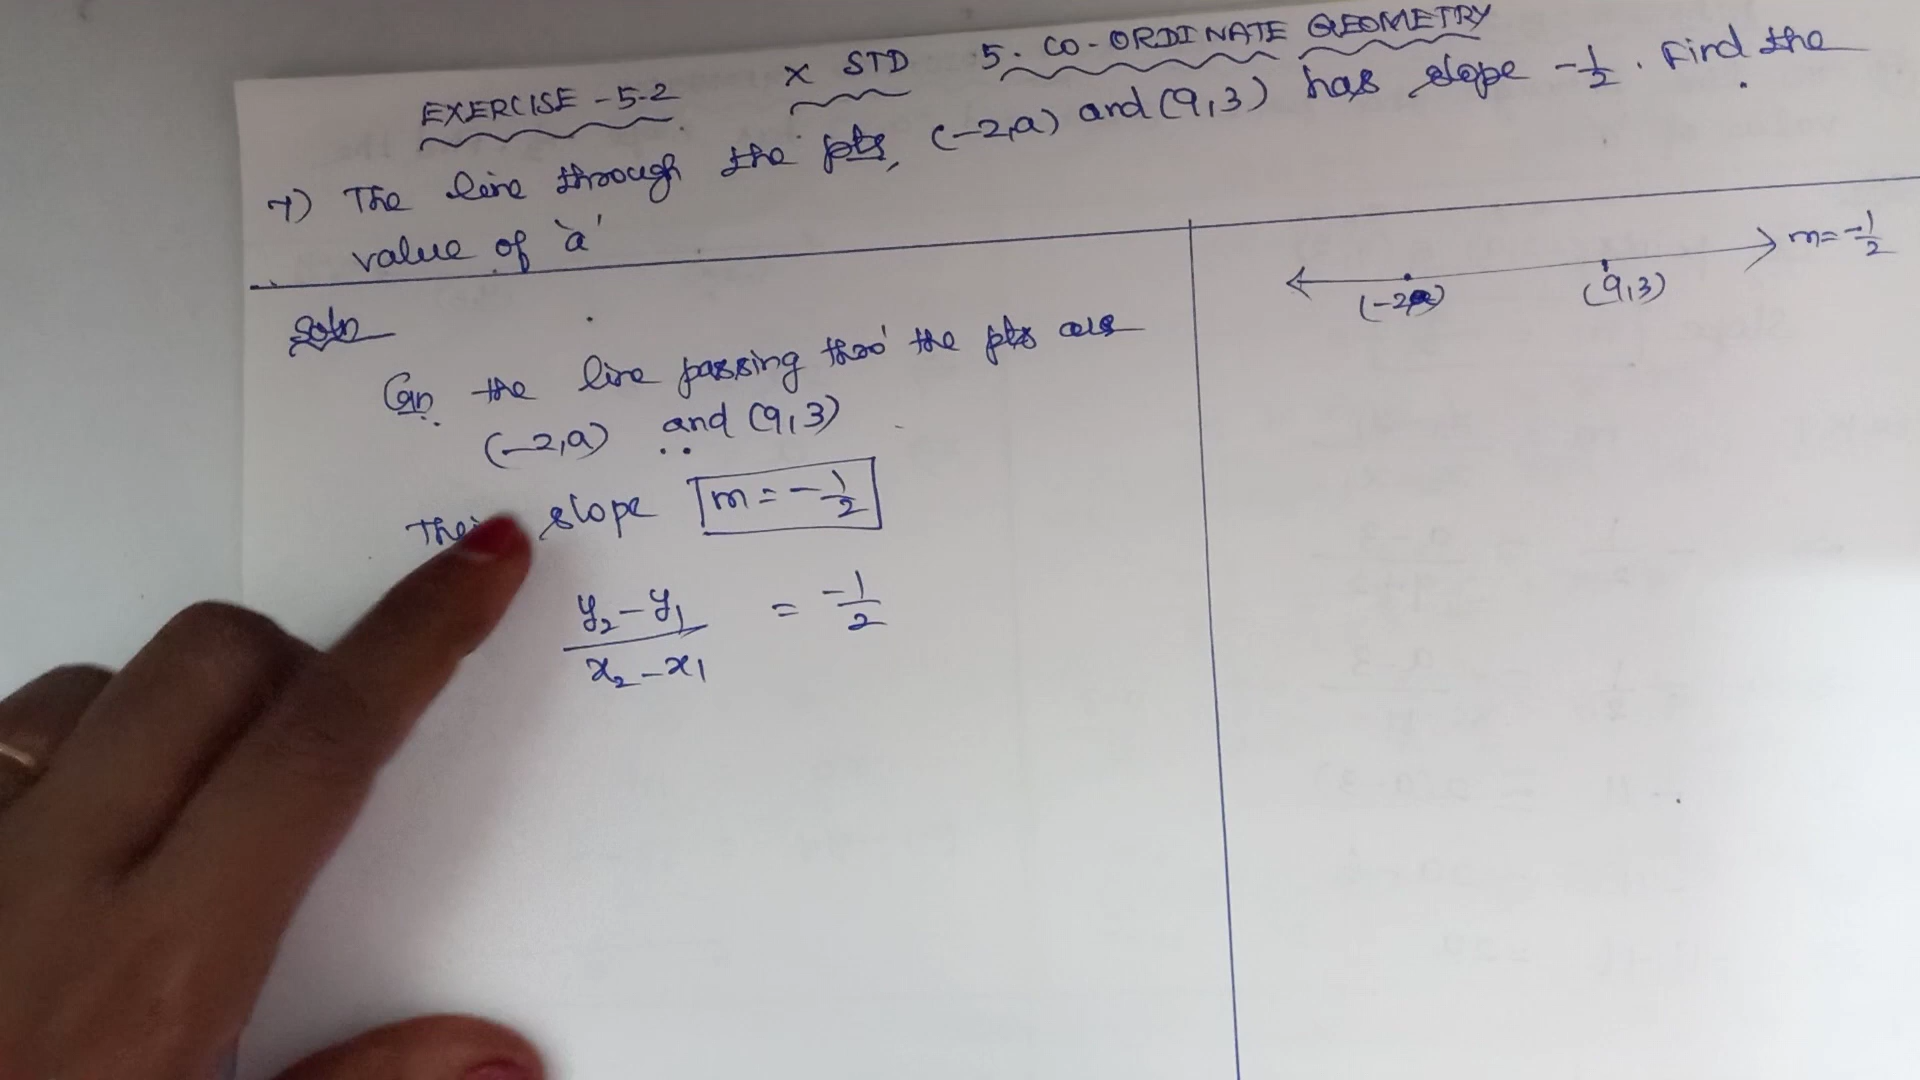 EXERCISE - 5.2 X STD 5. CO-ORDINATE GEOMETRY
7) The line through the pts, (-2,a) and (9,3) has slope -1/2. Find the
value of `a'
Soln
Gn. the line passing thro' the pts are
(-2,a) and (9,3)
slope m = -1/2
y₂-y₁/x₂-x₁ = -1/2
(-2,a) (9,3) m=-1/2